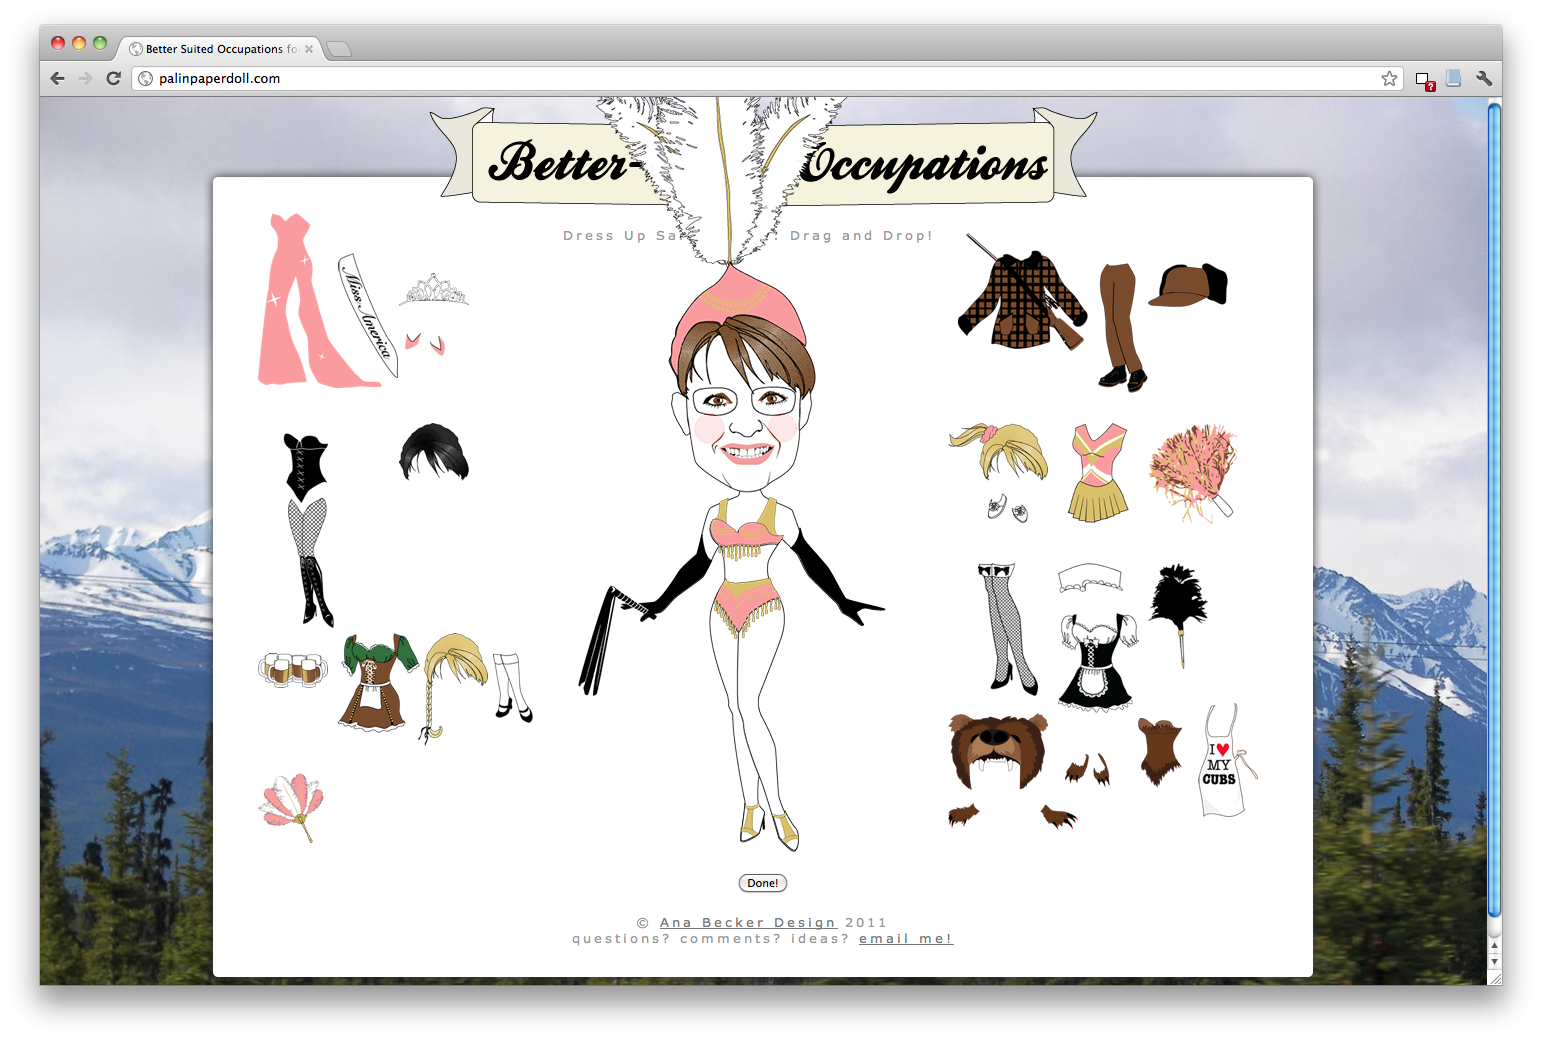 Better Suited Occupations fo
palinpaperdoll.com
Better- Occupations
Dress Up Sa : Drag and Drop!
Miss America
I ♥
MY
CUBS
Done!
© Ana Becker Design 2011
questions? comments? ideas? email me!